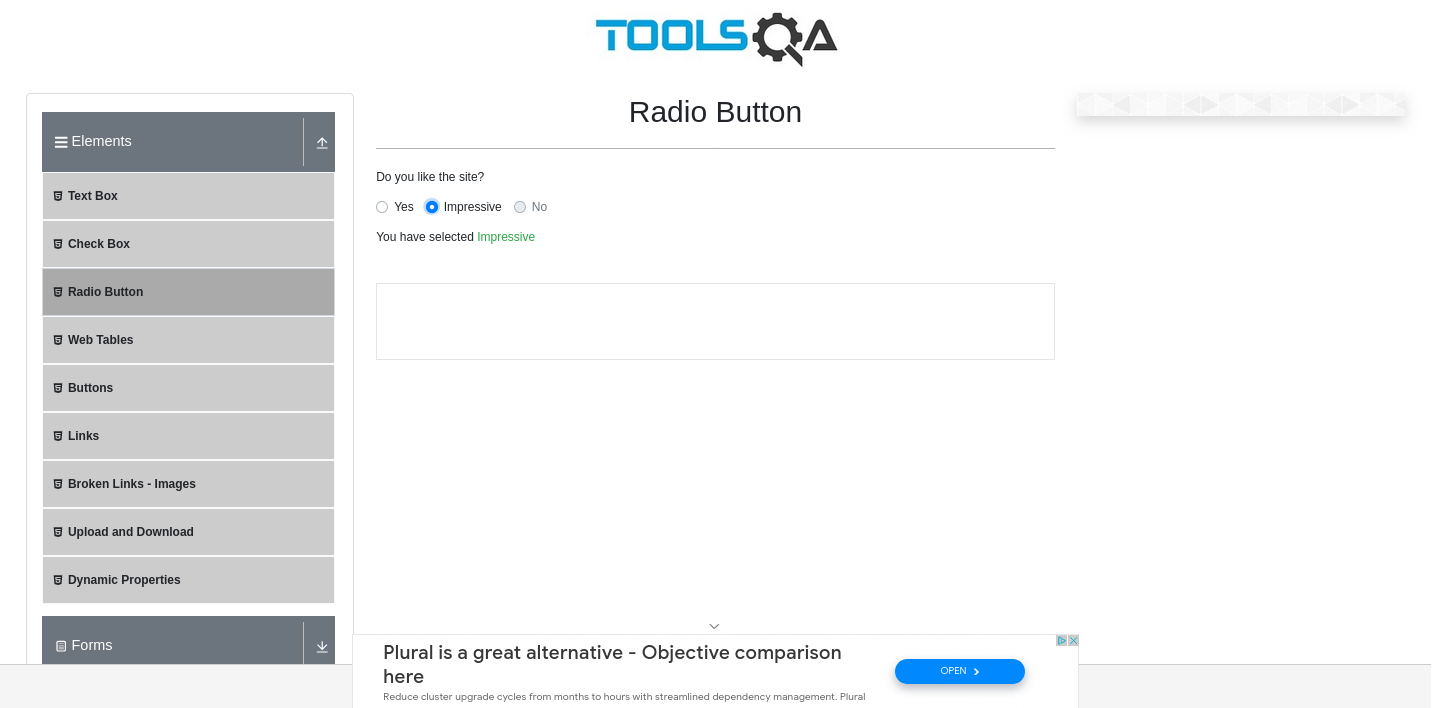 TOOLSQA
Elements
Text Box
Check Box
Radio Button
Web Tables
Buttons
Links
Broken Links - Images
Upload and Download
Dynamic Properties
Forms
Radio Button
Do you like the site?
Yes Impressive No
You have selected Impressive
Plural is a great alternative - Objective comparison
here
Reduce cluster upgrade cycles from months to hours with streamlined dependency management. Plural
OPEN